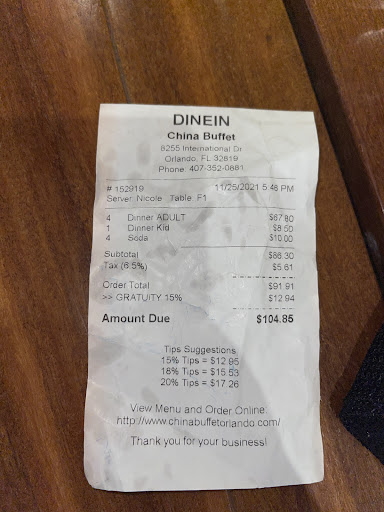 DINEIN
China Buffet
8255 International Dr
Orlando, FL 32819
Phone: 407-352-0881
# 152919 11/25/2021 5:46 PM
Server: Nicole Table: F1
4 Dinner ADULT $67.80
1 Dinner Kid $8.50
4 Soda $10.00
Subtotal $86.30
Tax (6.5%) $5.61
Order Total $91.91
>> GRATUITY 15% $12.94
Amount Due $104.85
Tips Suggestions
15% Tips = $12.95
18% Tips = $15.53
20% Tips = $17.26
View Menu and Order Online:
http://www.chinabuffetorlando.com/
Thank you for your business!